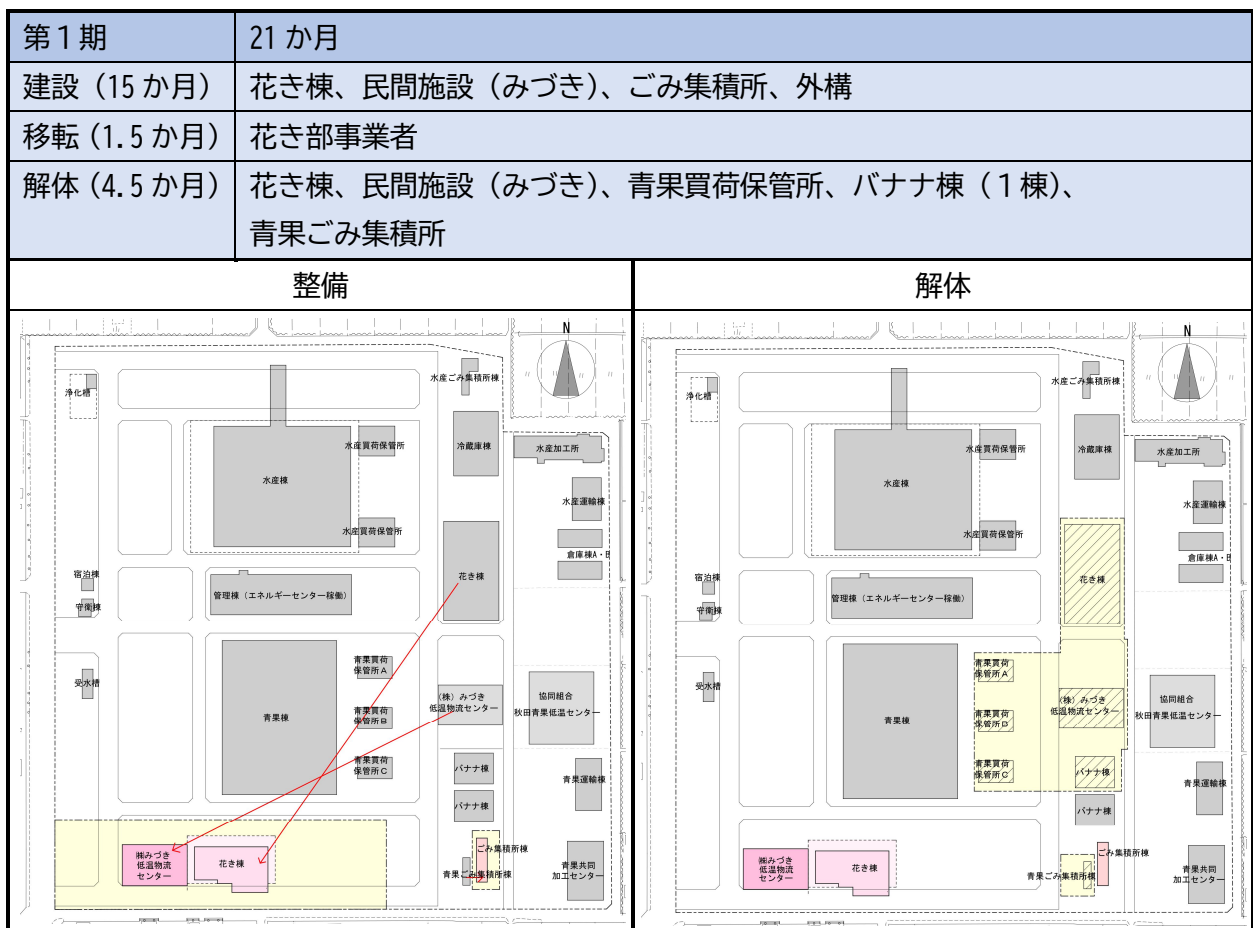 第１期 21か月
建設（15か月） 花き棟、民間施設（みづき）、ごみ集積所、外構
移転（1.5か月） 花き部事業者
解体（4.5か月） 花き棟、民間施設（みづき）、青果買荷保管所、バナナ棟（１棟）、
青果ごみ集積所
整備
N
水産ごみ集積所棟
浄化槽
水産買荷保管所
冷蔵庫棟
水産加工所
水産棟
水産運輸棟
水産買荷保管所
倉庫棟A・B
宿泊棟
花き棟
管理棟（エネルギーセンター稼働）
守衛棟
青果買荷
保管所A
受水槽
（株）みづき
低温物流センター
協同組合
秋田青果低温センター
青果棟
青果買荷
保管所B
青果買荷
保管所C
バナナ棟
青果運輸棟
バナナ棟
㈱みづき
低温物流
センター
花き棟
ごみ集積所棟
青果ごみ集積所棟
青果共同
加工センター
解体
N
水産ごみ集積所棟
浄化槽
水産買荷保管所
冷蔵庫棟
水産加工所
水産棟
水産運輸棟
水産買荷保管所
倉庫棟A・B
宿泊棟
花き棟
管理棟（エネルギーセンター稼働）
守衛棟
青果買荷
保管所A
受水槽
（株）みづき
低温物流センター
協同組合
秋田青果低温センター
青果棟
青果買荷
保管所B
青果買荷
保管所C
バナナ棟
青果運輸棟
バナナ棟
㈱みづき
低温物流
センター
花き棟
ごみ集積所棟
青果ごみ集積所棟
青果共同
加工センター